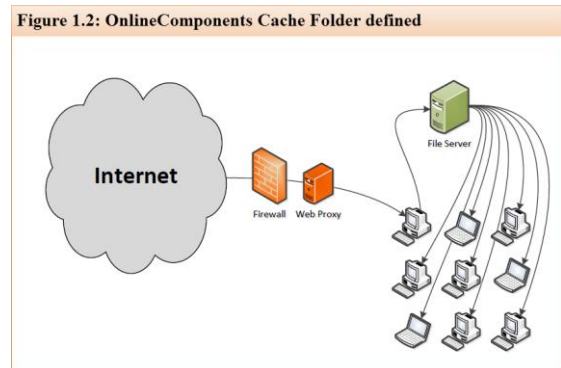 Figure 1.2: OnlineComponents Cache Folder defined
File Server
Internet
Firewall
Web Proxy